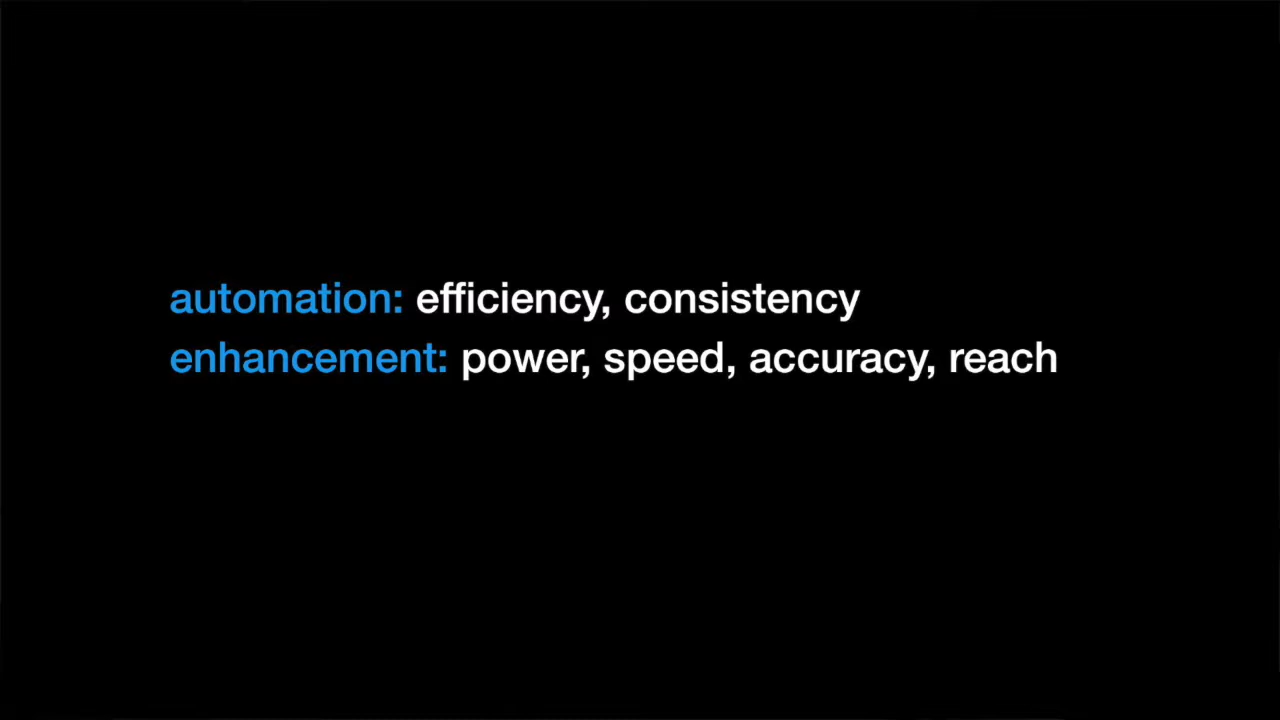 automation: efficiency, consistency
enhancement: power, speed, accuracy, reach